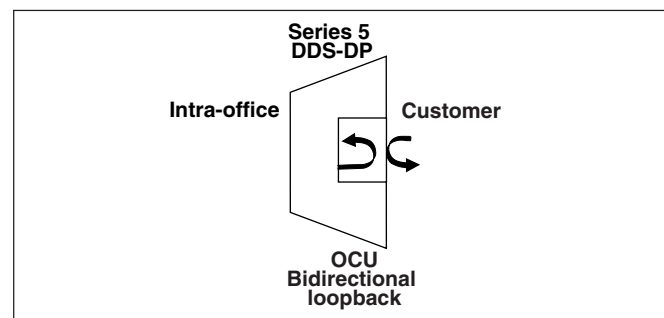 Series 5
DDS-DP
Intra-office
Customer
OCU
Bidirectional
loopback